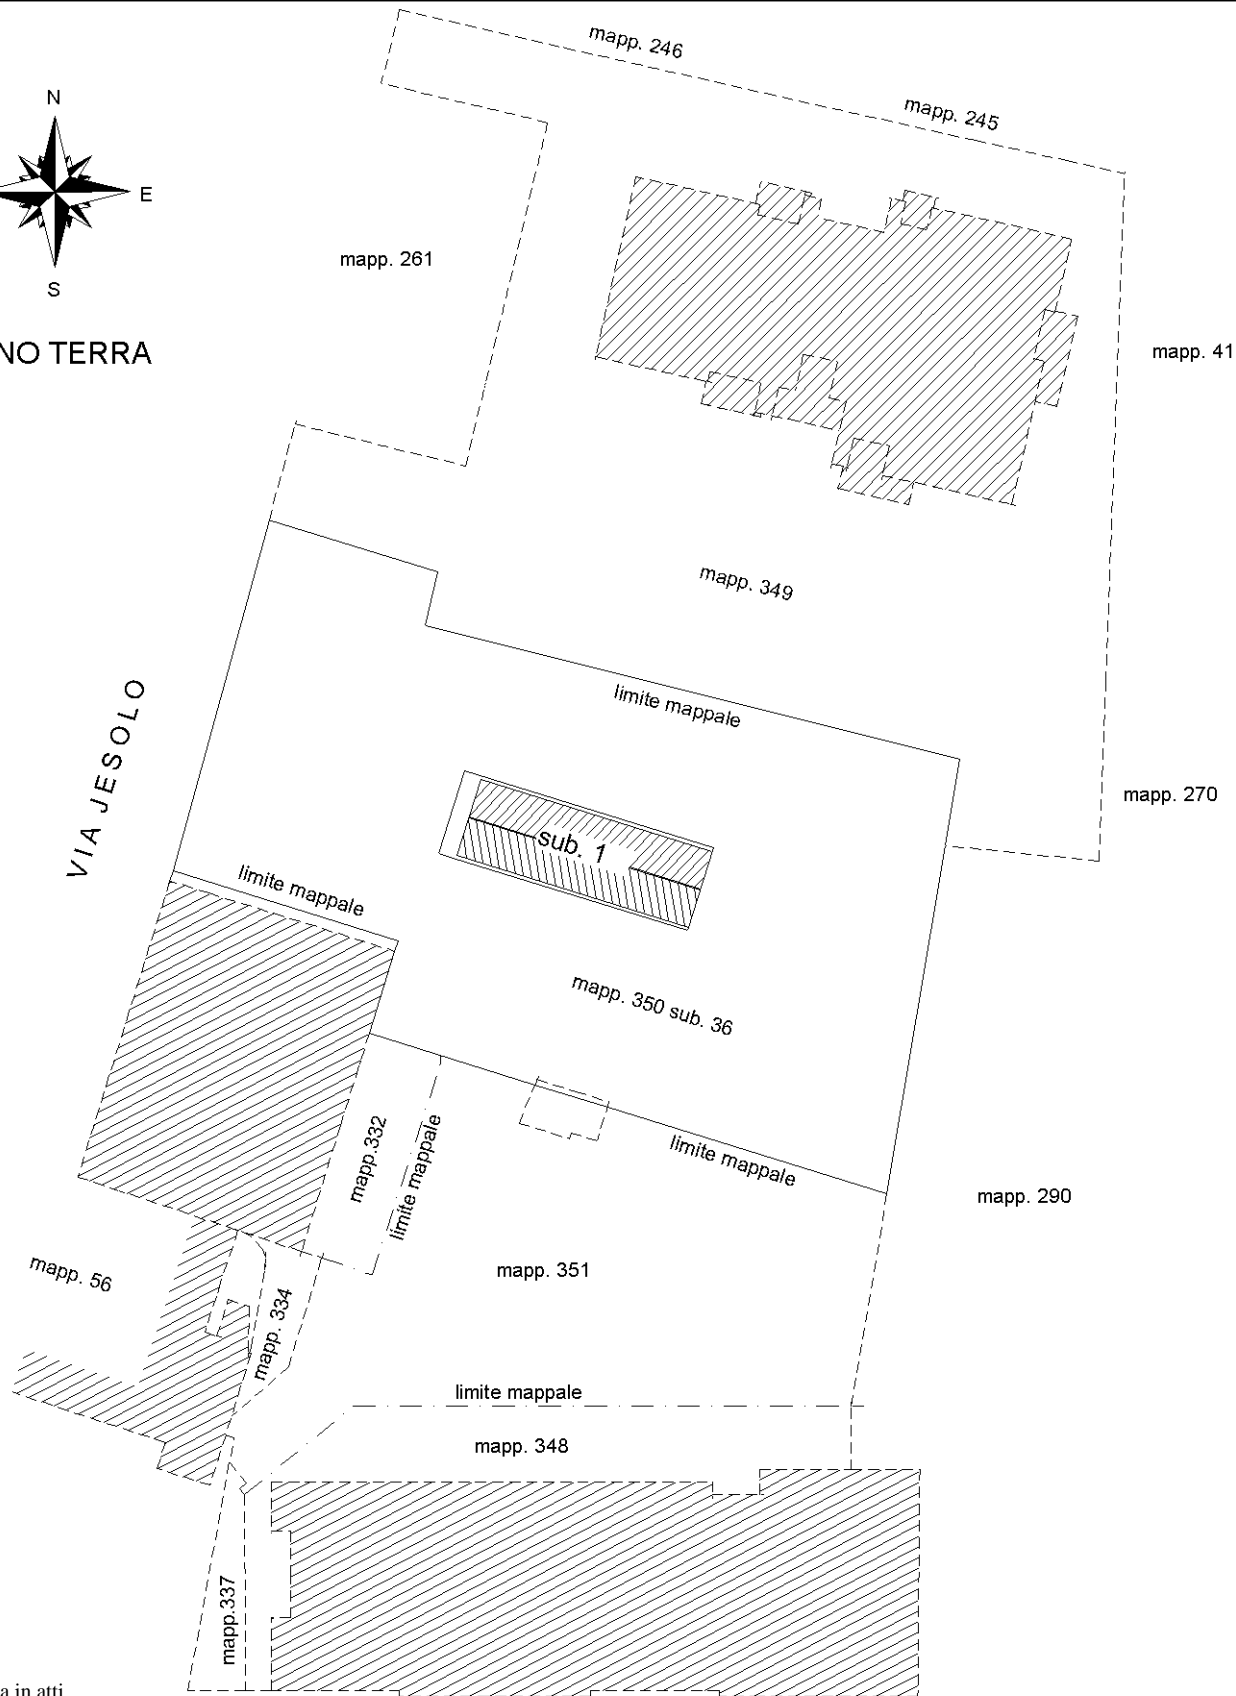 mapp. 246
mapp. 245
N
E
S
mapp. 261
NO TERRA
mapp. 41
mapp. 349
limite mappale
VIA JESOLO
mapp. 270
sub. 1
limite mappale
mapp. 350 sub. 36
mapp.332
limite mappale
limite mappale
mapp. 290
mapp. 56
mapp. 351
mapp. 334
limite mappale
mapp. 348
mapp.337
a in atti